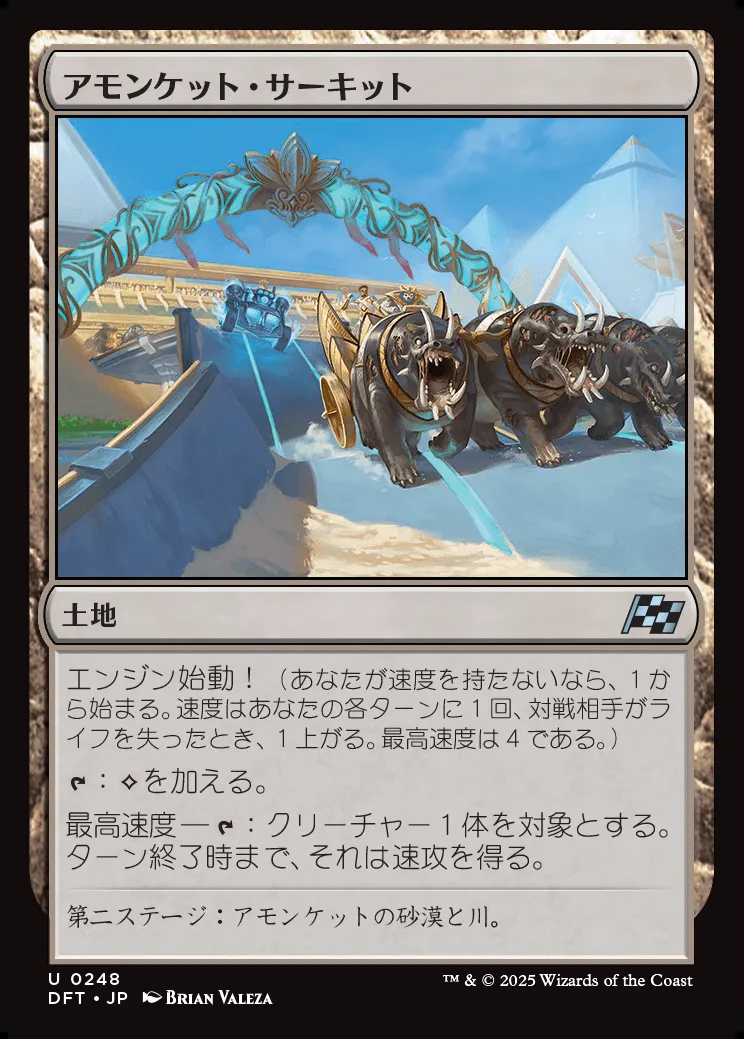 アモンケット・サーキット
土地
エンジン始動！（あなたが速度を持たないなら、１か
ら始まる。速度はあなたの各ターンに１回、対戦相手がラ
イフを失ったとき、１上がる。最高速度は４である。）
：を加える。
最高速度―：クリーチャー１体を対象とする。
ターン終了時まで、それは速攻を得る。
第二ステージ：アモンケットの砂漠と川。
U 0248
DFT • JP BRIAN VALEZA
™ & © 2025 Wizards of the Coast